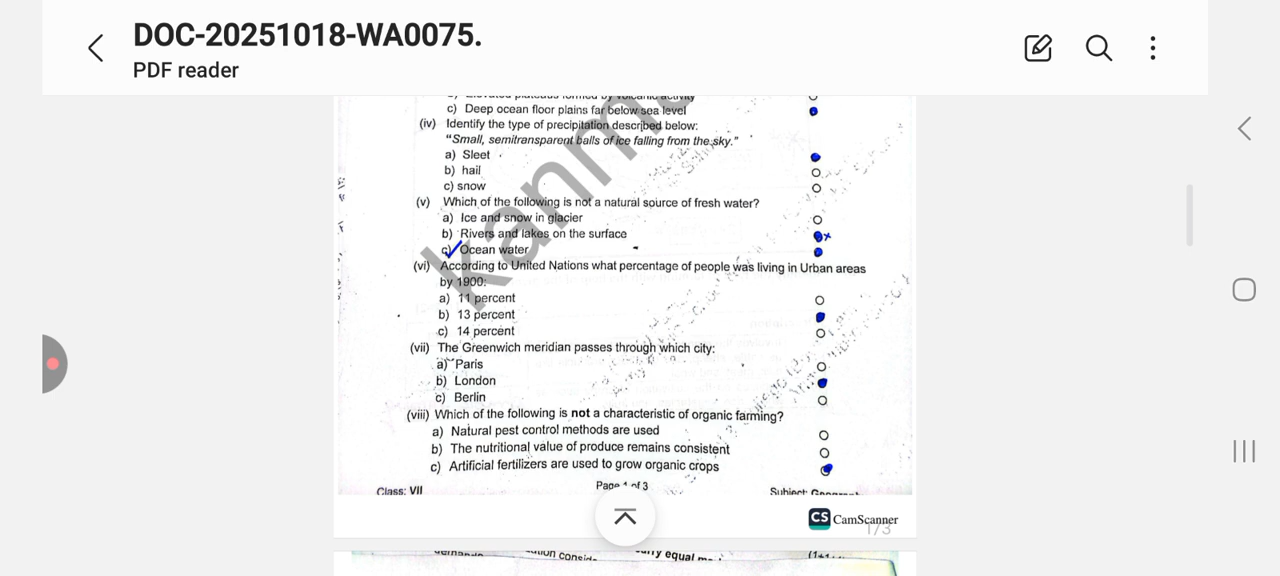 DOC-20251018-WA0075.
PDF reader
c) Deep ocean floor plains far below sea level
(iv) Identify the type of precipitation described below:
"Small, semitransparent balls of ice falling from the sky."
a) Sleet
b) hail
c) snow
(v) Which of the following is not a natural source of fresh water?
a) Ice and snow in glacier
b) Rivers and lakes on the surface
c) Ocean water
(vi) According to United Nations what percentage of people was living in Urban areas
by 1900:
a) 11 percent
b) 13 percent
c) 14 percent
(vii) The Greenwich meridian passes through which city:
a) Paris
b) London
c) Berlin
(viii) Which of the following is not a characteristic of organic farming?
a) Natural pest control methods are used
b) The nutritional value of produce remains consistent
c) Artificial fertilizers are used to grow organic crops
Class: VII Page 1 of 3 Subject:
CS CamScanner
1/3